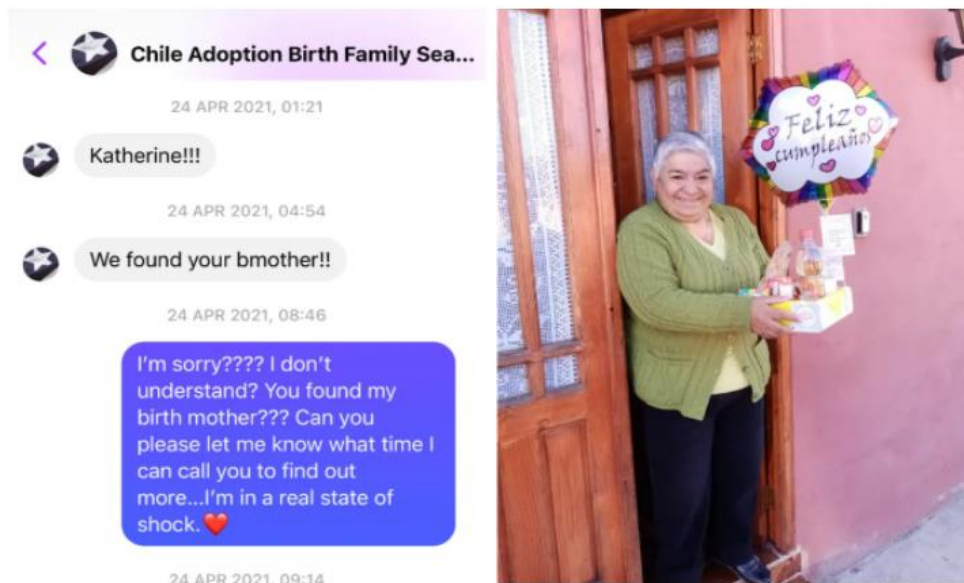 Chile Adoption Birth Family Sea...
24 APR 2021, 01:21
Katherine!!!
24 APR 2021, 04:54
We found your bmother!!
24 APR 2021, 08:46
I'm sorry???? I don't
understand? You found my
birth mother??? Can you
please let me know what time I
can call you to find out
more...I'm in a real state of
shock.❤️
24 APR 2021, 09:14
Feliz
cumpleaños